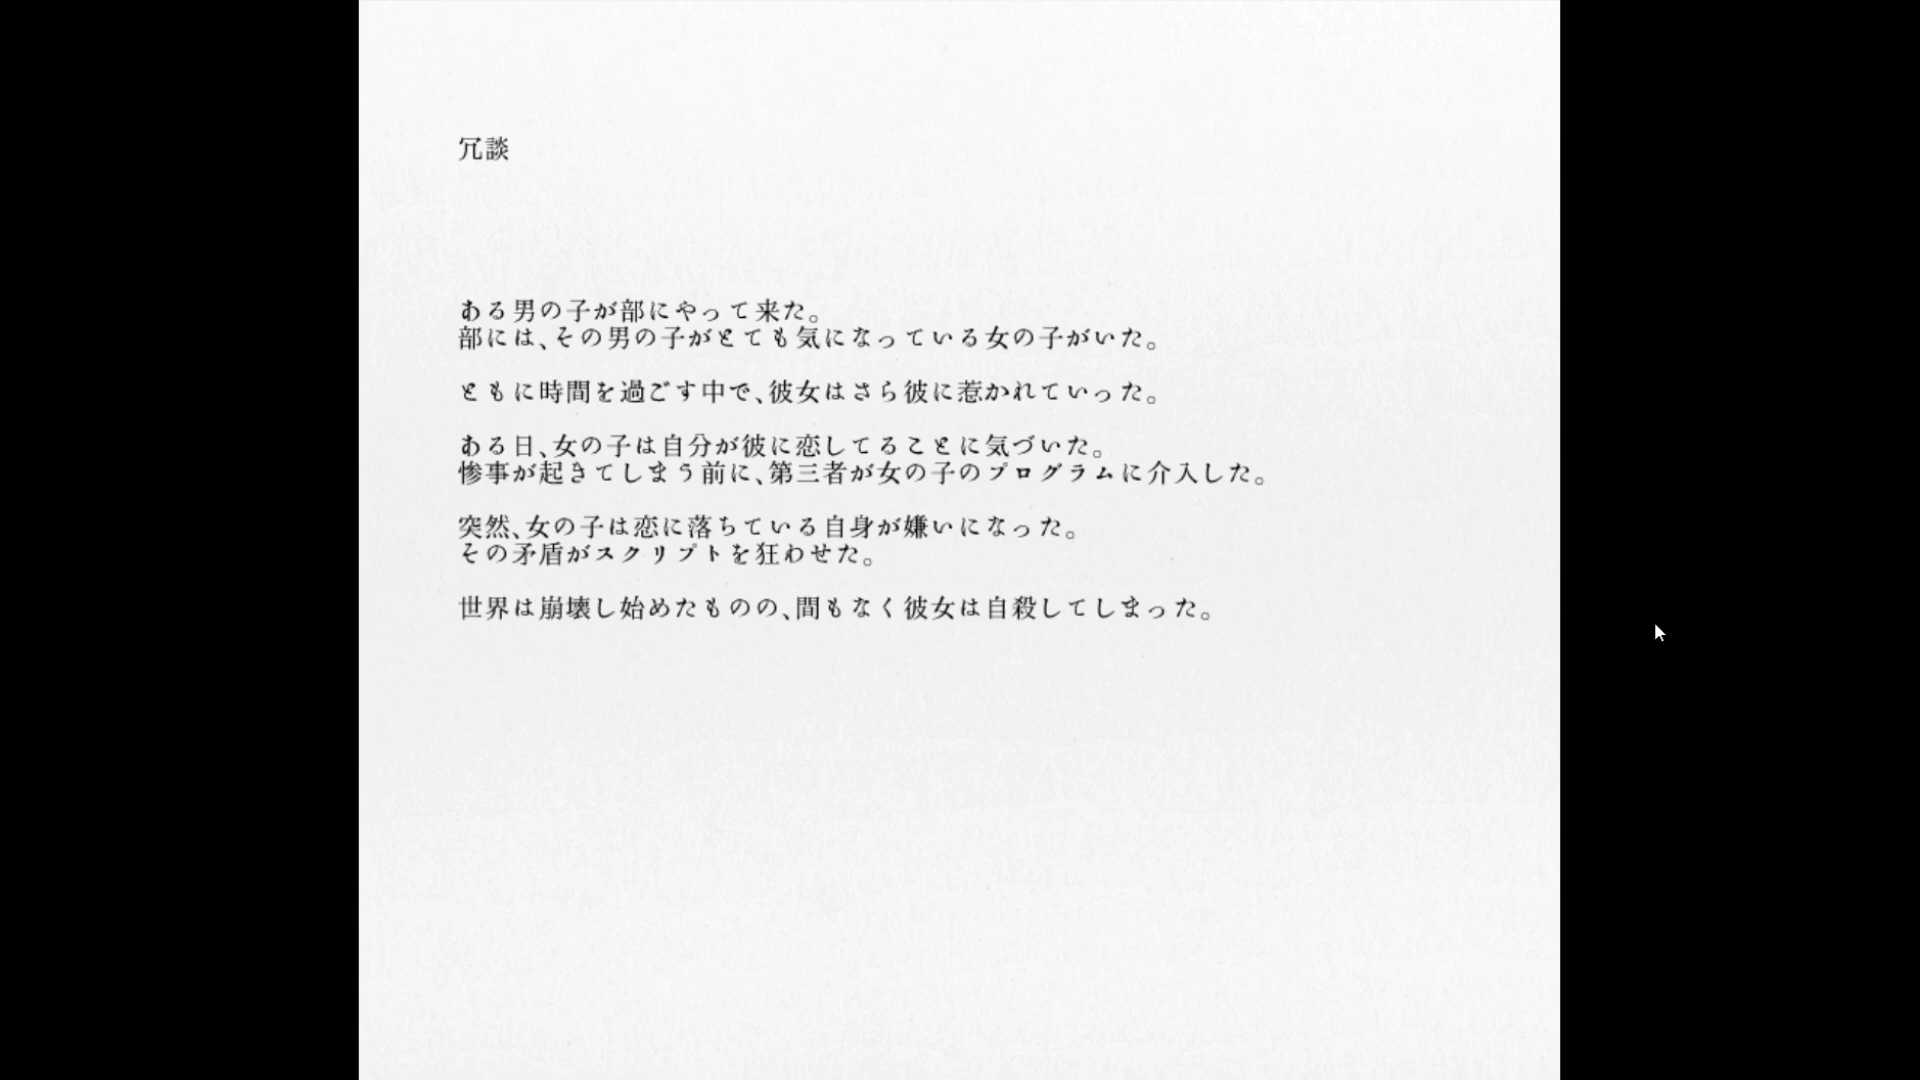 冗談
ある男の子が部にやって来た。
部には、その男の子がとても気になっている女の子がいた。
ともに時間を過ごす中で、彼女はさら彼に惹かれていった。
ある日、女の子は自分が彼に恋してることに気づいた。
惨事が起きてしまう前に、第三者が女の子のプログラムに介入した。
突然、女の子は恋に落ちている自身が嫌いになった。
その矛盾がスクリプトを狂わせた。
世界は崩壊し始めたものの、間もなく彼女は自殺してしまった。